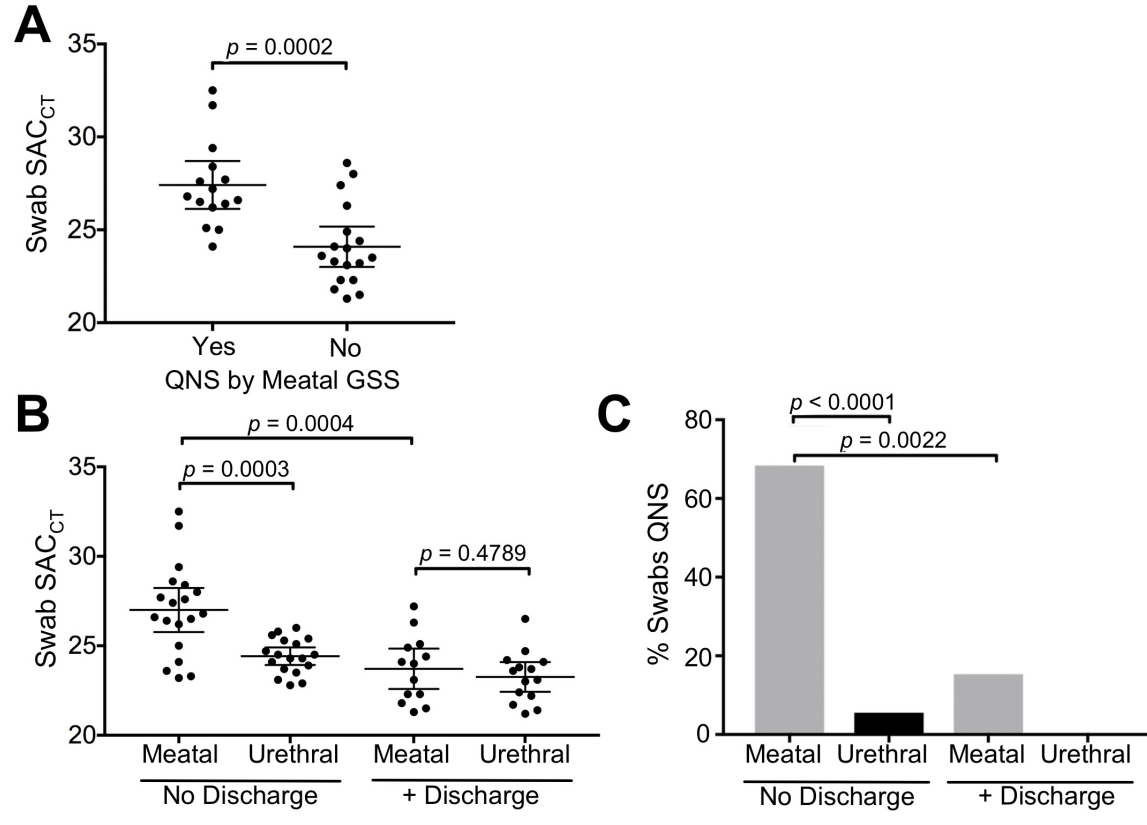 A
35
p = 0.0002
Swab SAC_CT
30
25
20
Yes No
QNS by Meatal GSS
B
p = 0.0004
35
p = 0.0003
Swab SAC_CT
30
p = 0.4789
25
20
Meatal Urethral Meatal Urethral
No Discharge + Discharge
C
p < 0.0001
80
p = 0.0022
% Swabs QNS
60
40
20
0
Meatal Urethral Meatal Urethral
No Discharge + Discharge